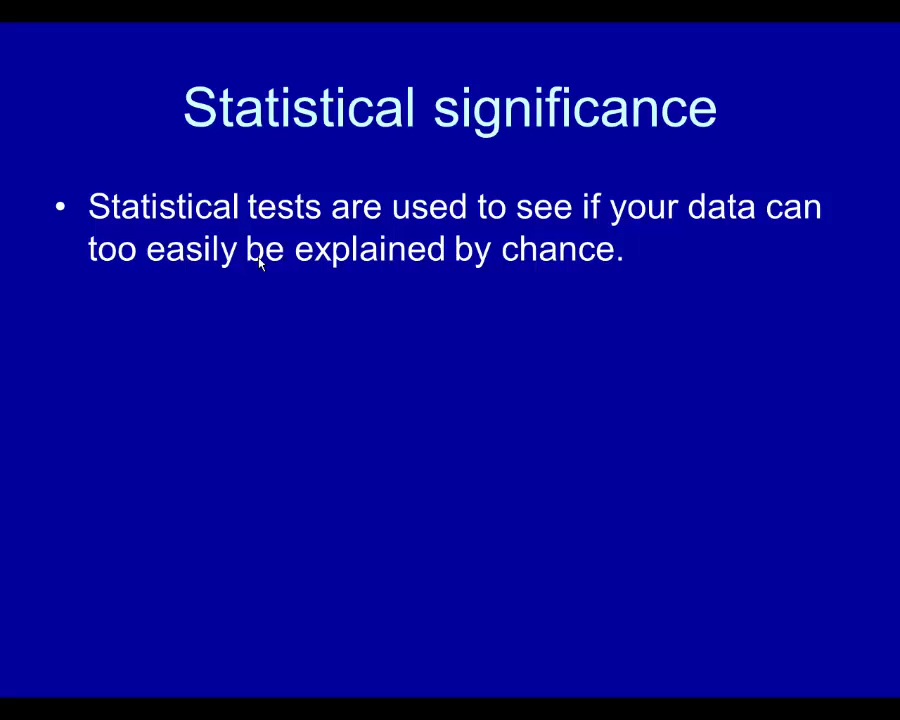 Statistical significance
• Statistical tests are used to see if your data can
too easily be explained by chance.